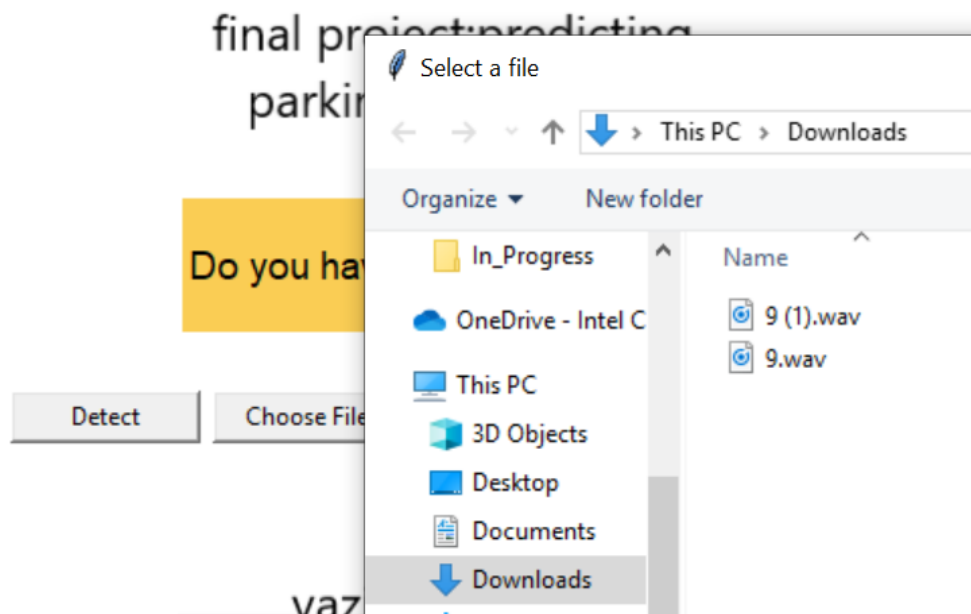 final project:predicting
parkin
Select a file
This PC > Downloads
Organize
New folder
Do you hav
In_Progress
Name
OneDrive - Intel C
9 (1).wav
This PC
9.wav
Detect
Choose File
3D Objects
Desktop
Documents
Downloads
yaz